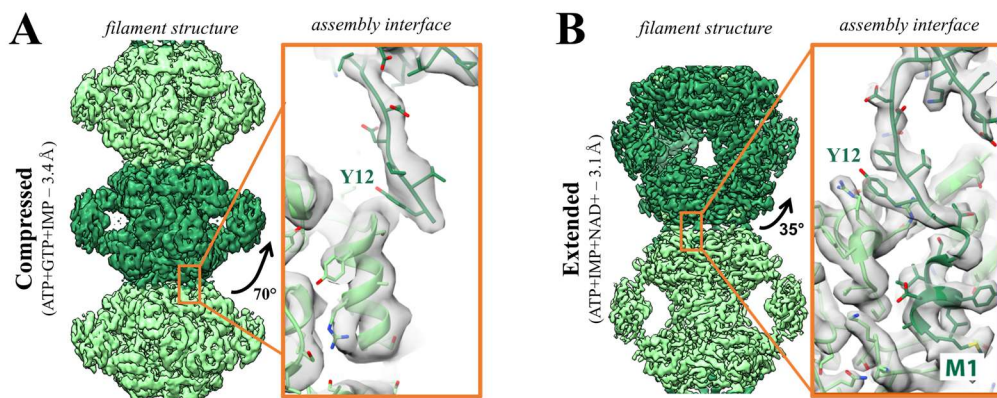 A
filament structure
assembly interface
Compressed
(ATP+GTP+IMP – 3.4 Å)
70°
Y12
B
filament structure
assembly interface
Extended
(ATP+IMP+NAD+ – 3.1 Å)
35°
Y12
M1